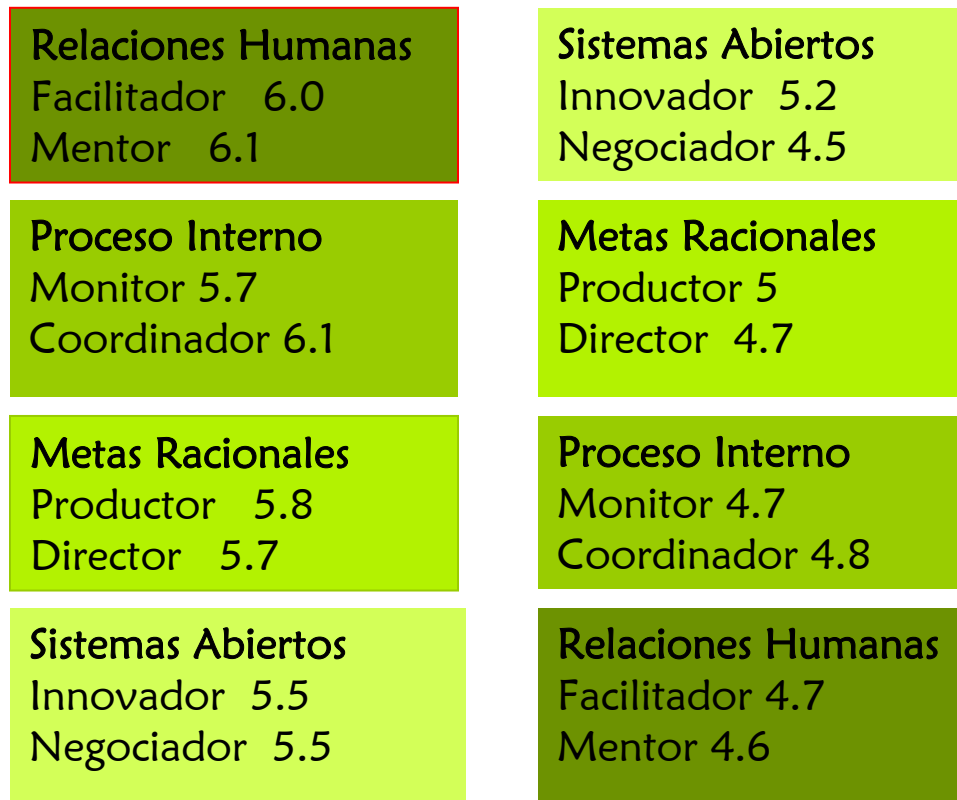 Relaciones Humanas
Facilitador 6.0
Mentor 6.1
Proceso Interno
Monitor 5.7
Coordinador 6.1
Metas Racionales
Productor 5.8
Director 5.7
Sistemas Abiertos
Innovador 5.5
Negociador 5.5
Sistemas Abiertos
Innovador 5.2
Negociador 4.5
Metas Racionales
Productor 5
Director 4.7
Proceso Interno
Monitor 4.7
Coordinador 4.8
Relaciones Humanas
Facilitador 4.7
Mentor 4.6